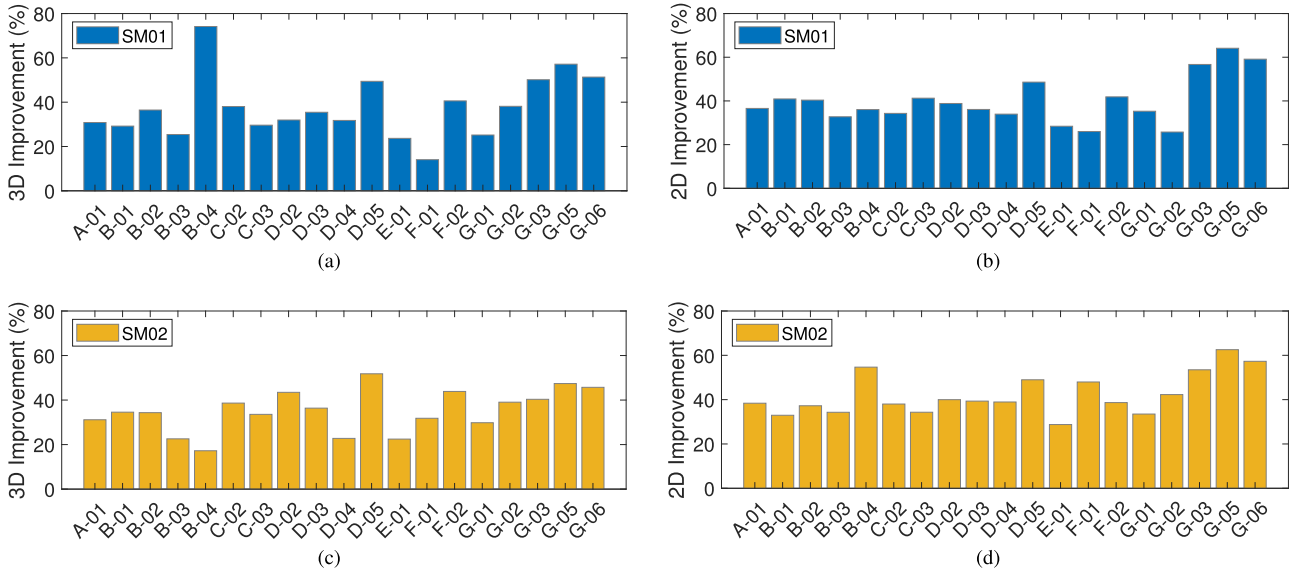 3D Improvement (%)
80
60
40
20
0
SM01
A-01 B-01 B-02 B-03 B-04 C-02 C-03 D-02 D-03 D-04 D-05 E-01 F-01 F-02 G-01 G-02 G-03 G-05 G-06
(a)
2D Improvement (%)
80
60
40
20
0
SM01
A-01 B-01 B-02 B-03 B-04 C-02 C-03 D-02 D-03 D-04 D-05 E-01 F-01 F-02 G-01 G-02 G-03 G-05 G-06
(b)
3D Improvement (%)
80
60
40
20
0
SM02
A-01 B-01 B-02 B-03 B-04 C-02 C-03 D-02 D-03 D-04 D-05 E-01 F-01 F-02 G-01 G-02 G-03 G-05 G-06
(c)
2D Improvement (%)
80
60
40
20
0
SM02
A-01 B-01 B-02 B-03 B-04 C-02 C-03 D-02 D-03 D-04 D-05 E-01 F-01 F-02 G-01 G-02 G-03 G-05 G-06
(d)